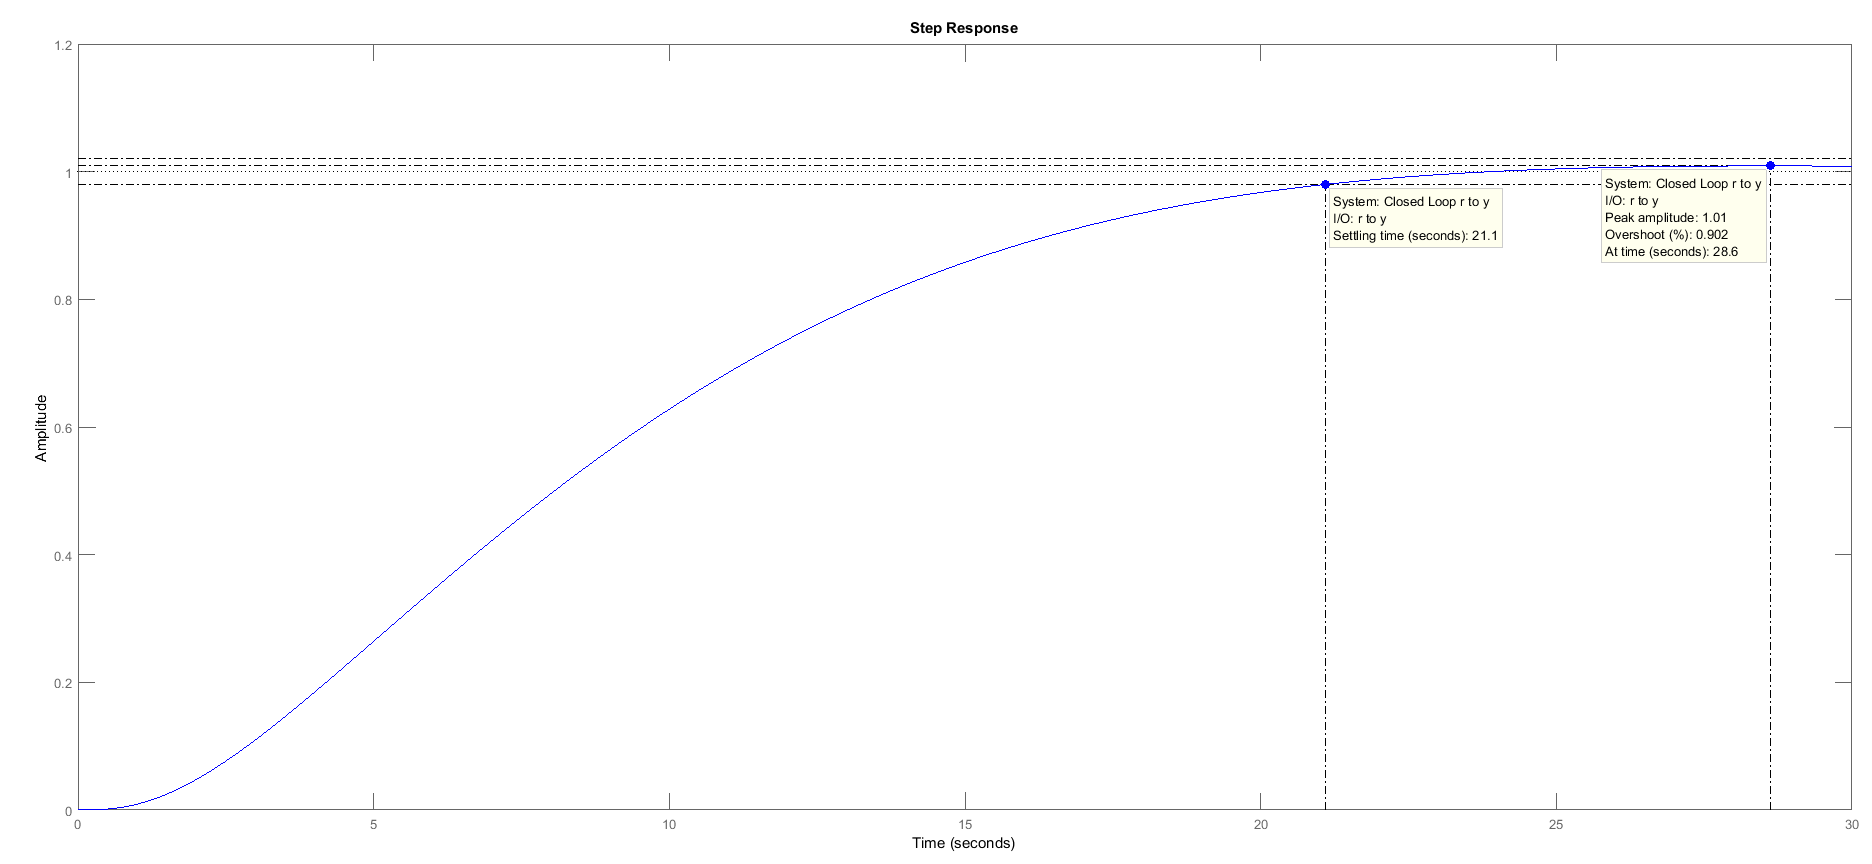 Step Response
1.2
1
0.8
0.6
0.4
0.2
0
Amplitude
System: Closed Loop r to y
I/O: r to y
Settling time (seconds): 21.1
System: Closed Loop r to y
I/O: r to y
Peak amplitude: 1.01
Overshoot (%): 0.902
At time (seconds): 28.6
0 5 10 15 20 25 30
Time (seconds)